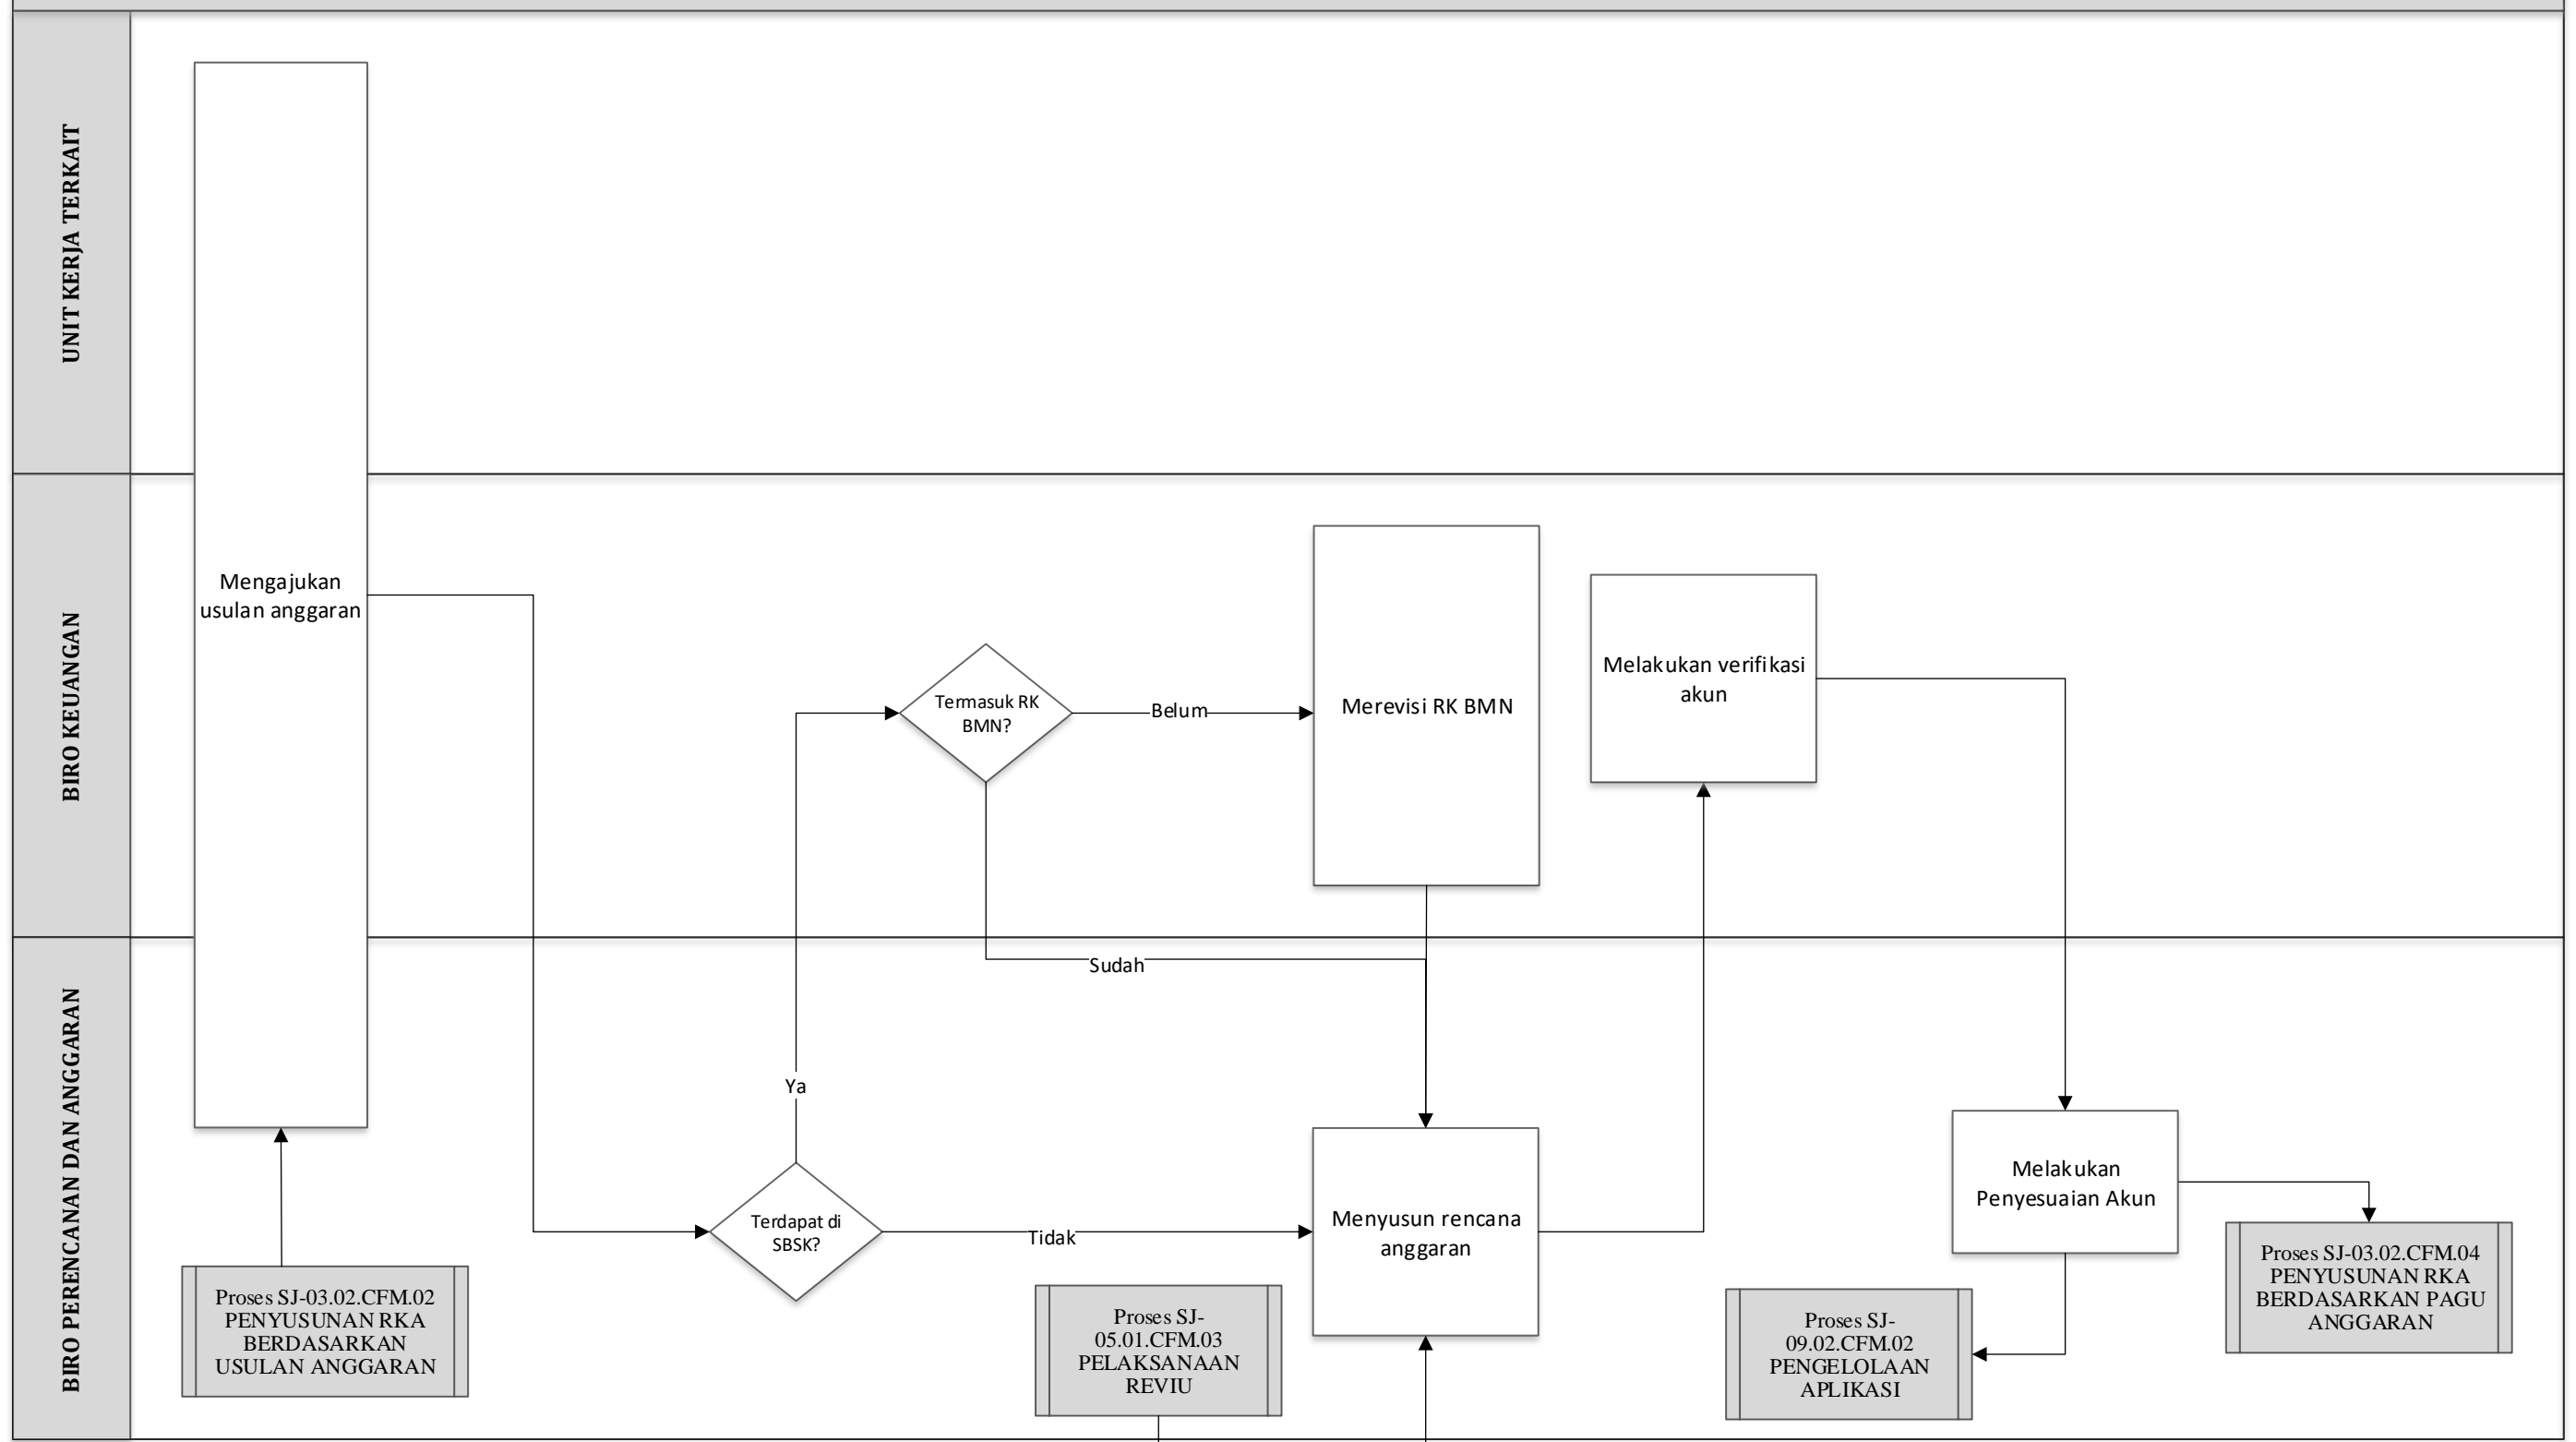 UNIT KERJA TERKAIT
BIRO KEUANGAN
BIRO PERENCANAN DAN ANGGARAN
Mengajukan
usulan anggaran
Termasuk RK
BMN?
Belum
Merevisi RK BMN
Melakukan verifikasi
akun
Sudah
Ya
Terdapat di
SBSK?
Tidak
Menyusun rencana
anggaran
Melakukan
Penyesuaian Akun
Proses SJ-03.02.CFM.02
PENYUSUNAN RKA
BERDASARKAN
USULAN ANGGARAN
Proses SJ-
05.01.CFM.03
PELAKSANAAN
REVIU
Proses SJ-
09.02.CFM.02
PENGELOLAAN
APLIKASI
Proses SJ-03.02.CFM.04
PENYUSUNAN RKA
BERDASARKAN PAGU
ANGGARAN